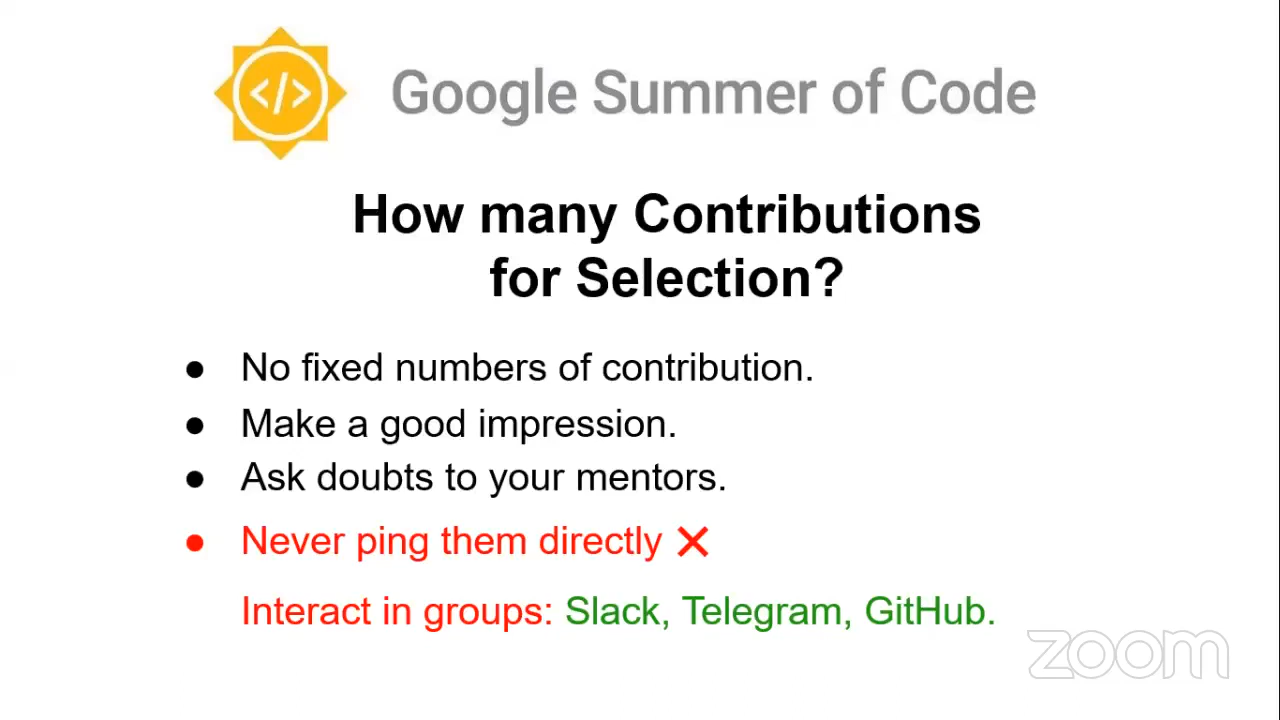 </>
Google Summer of Code
How many Contributions
for Selection?
● No fixed numbers of contribution.
● Make a good impression.
● Ask doubts to your mentors.
● Never ping them directly ❌
Interact in groups: Slack, Telegram, GitHub.
zoom